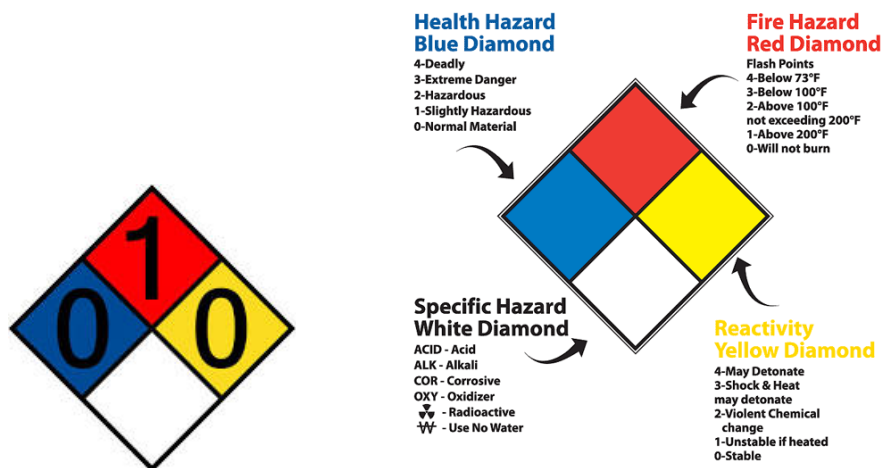 1
0
0
Health Hazard
Blue Diamond
4-Deadly
3-Extreme Danger
2-Hazardous
1-Slightly Hazardous
0-Normal Material
Fire Hazard
Red Diamond
Flash Points
4-Below 73°F
3-Below 100°F
2-Above 100°F
not exceeding 200°F
1-Above 200°F
0-Will not burn
Specific Hazard
White Diamond
ACID - Acid
ALK - Alkali
COR - Corrosive
OXY - Oxidizer
- Radioactive
W - Use No Water
Reactivity
Yellow Diamond
4-May Detonate
3-Shock & Heat
may detonate
2-Violent Chemical
change
1-Unstable if heated
0-Stable